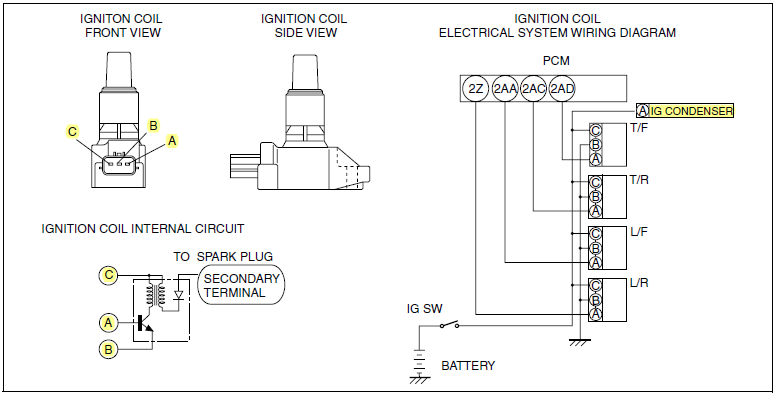 IGNITON COIL
FRONT VIEW
IGNITION COIL
SIDE VIEW
IGNITION COIL
ELECTRICAL SYSTEM WIRING DIAGRAM
PCM
2Z
2AA
2AC
2AD
A IG CONDENSER
C
B
A
C
B
A
T/F
C
B
A
T/R
C
B
A
L/F
C
B
A
L/R
IGNITION COIL INTERNAL CIRCUIT
TO SPARK PLUG
SECONDARY
TERMINAL
C
A
B
IG SW
BATTERY